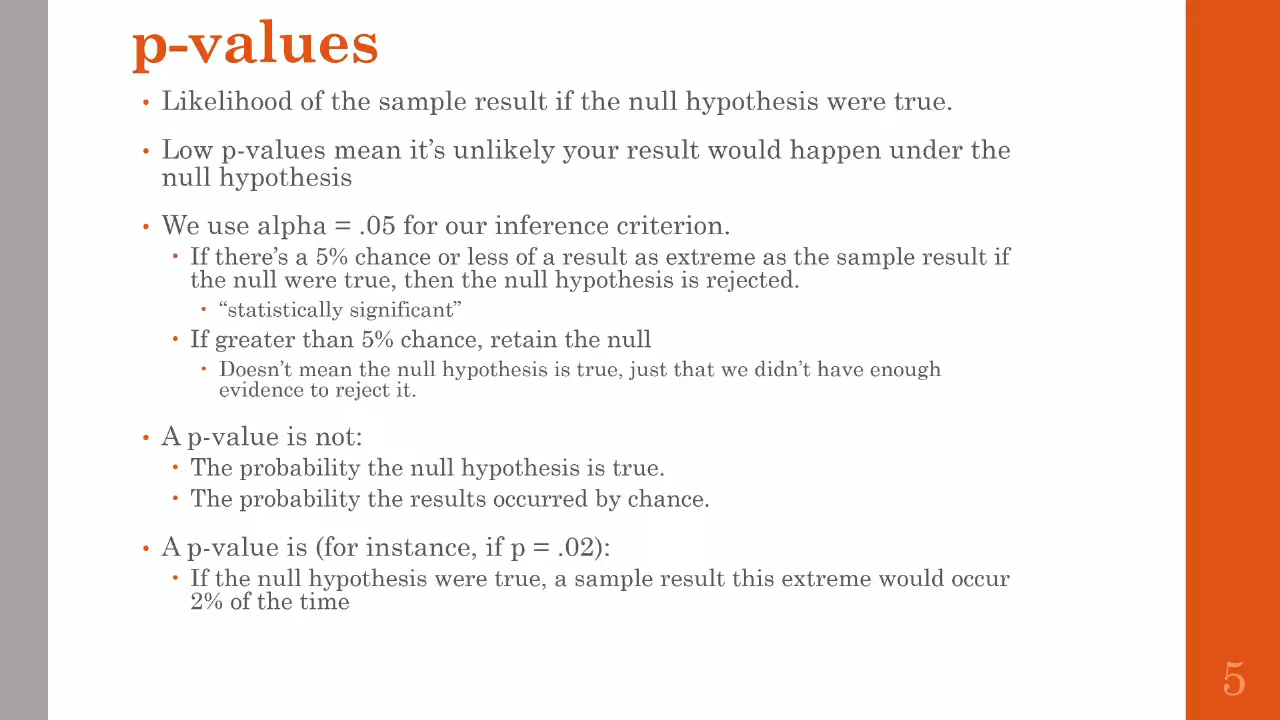 p-values
• Likelihood of the sample result if the null hypothesis were true.
• Low p-values mean it’s unlikely your result would happen under the
null hypothesis
• We use alpha = .05 for our inference criterion.
• If there’s a 5% chance or less of a result as extreme as the sample result if
the null were true, then the null hypothesis is rejected.
• “statistically significant”
• If greater than 5% chance, retain the null
• Doesn’t mean the null hypothesis is true, just that we didn’t have enough
evidence to reject it.
• A p-value is not:
• The probability the null hypothesis is true.
• The probability the results occurred by chance.
• A p-value is (for instance, if p = .02):
• If the null hypothesis were true, a sample result this extreme would occur
2% of the time
5